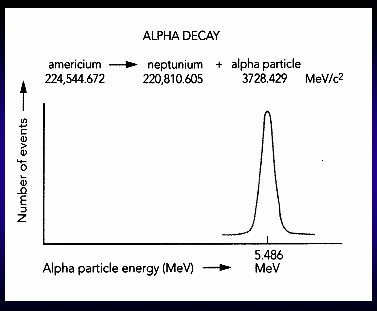 ALPHA DECAY
americium → neptunium + alpha particle
224,544.672 220,810.605 3728.429 MeV/c²
Number of events →
5.486
MeV
Alpha particle energy (MeV) →